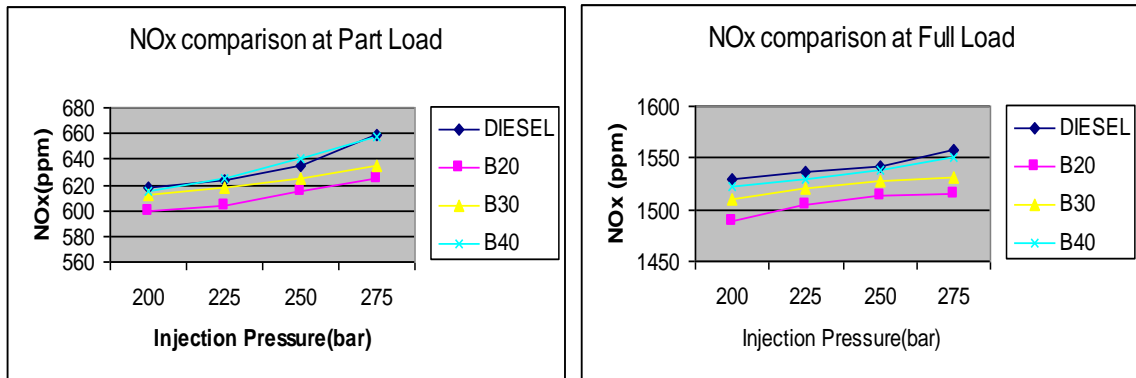 NOx comparison at Part Load
NOx(ppm)
680
660
640
620
600
580
560
200 225 250 275
Injection Pressure(bar)
DIESEL
B20
B30
B40
NOx comparison at Full Load
NOx (ppm)
1600
1550
1500
1450
200 225 250 275
Injection Pressure(bar)
DIESEL
B20
B30
B40